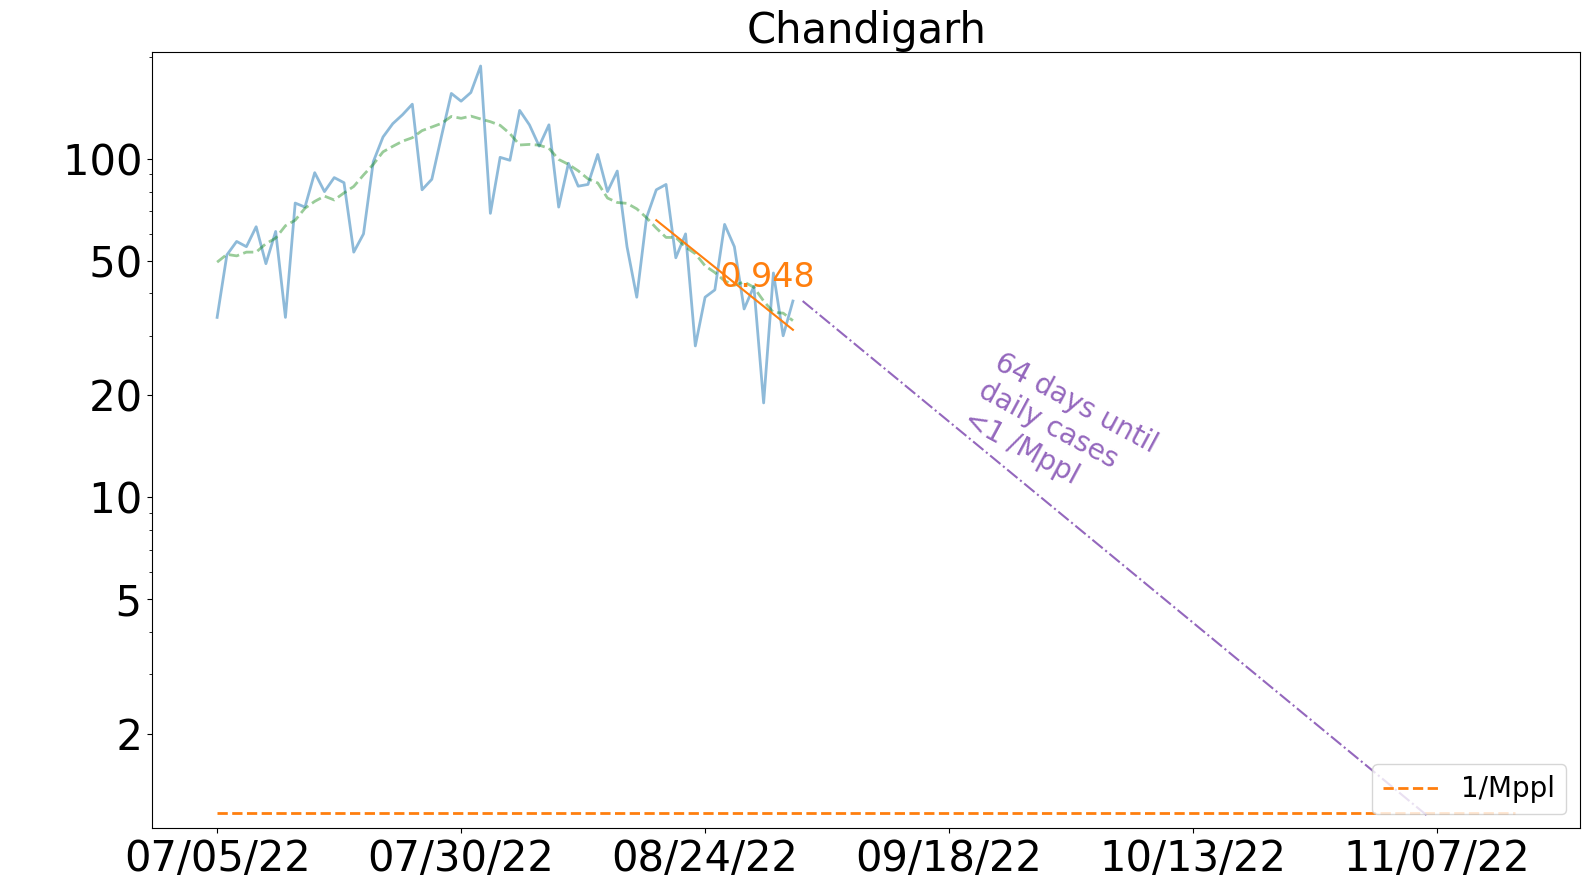 Chandigarh
100
50
20
10
5
2
0.948
64 days until
daily cases
<1 /Mppl
1/Mppl
07/05/22
07/30/22
08/24/22
09/18/22
10/13/22
11/07/22